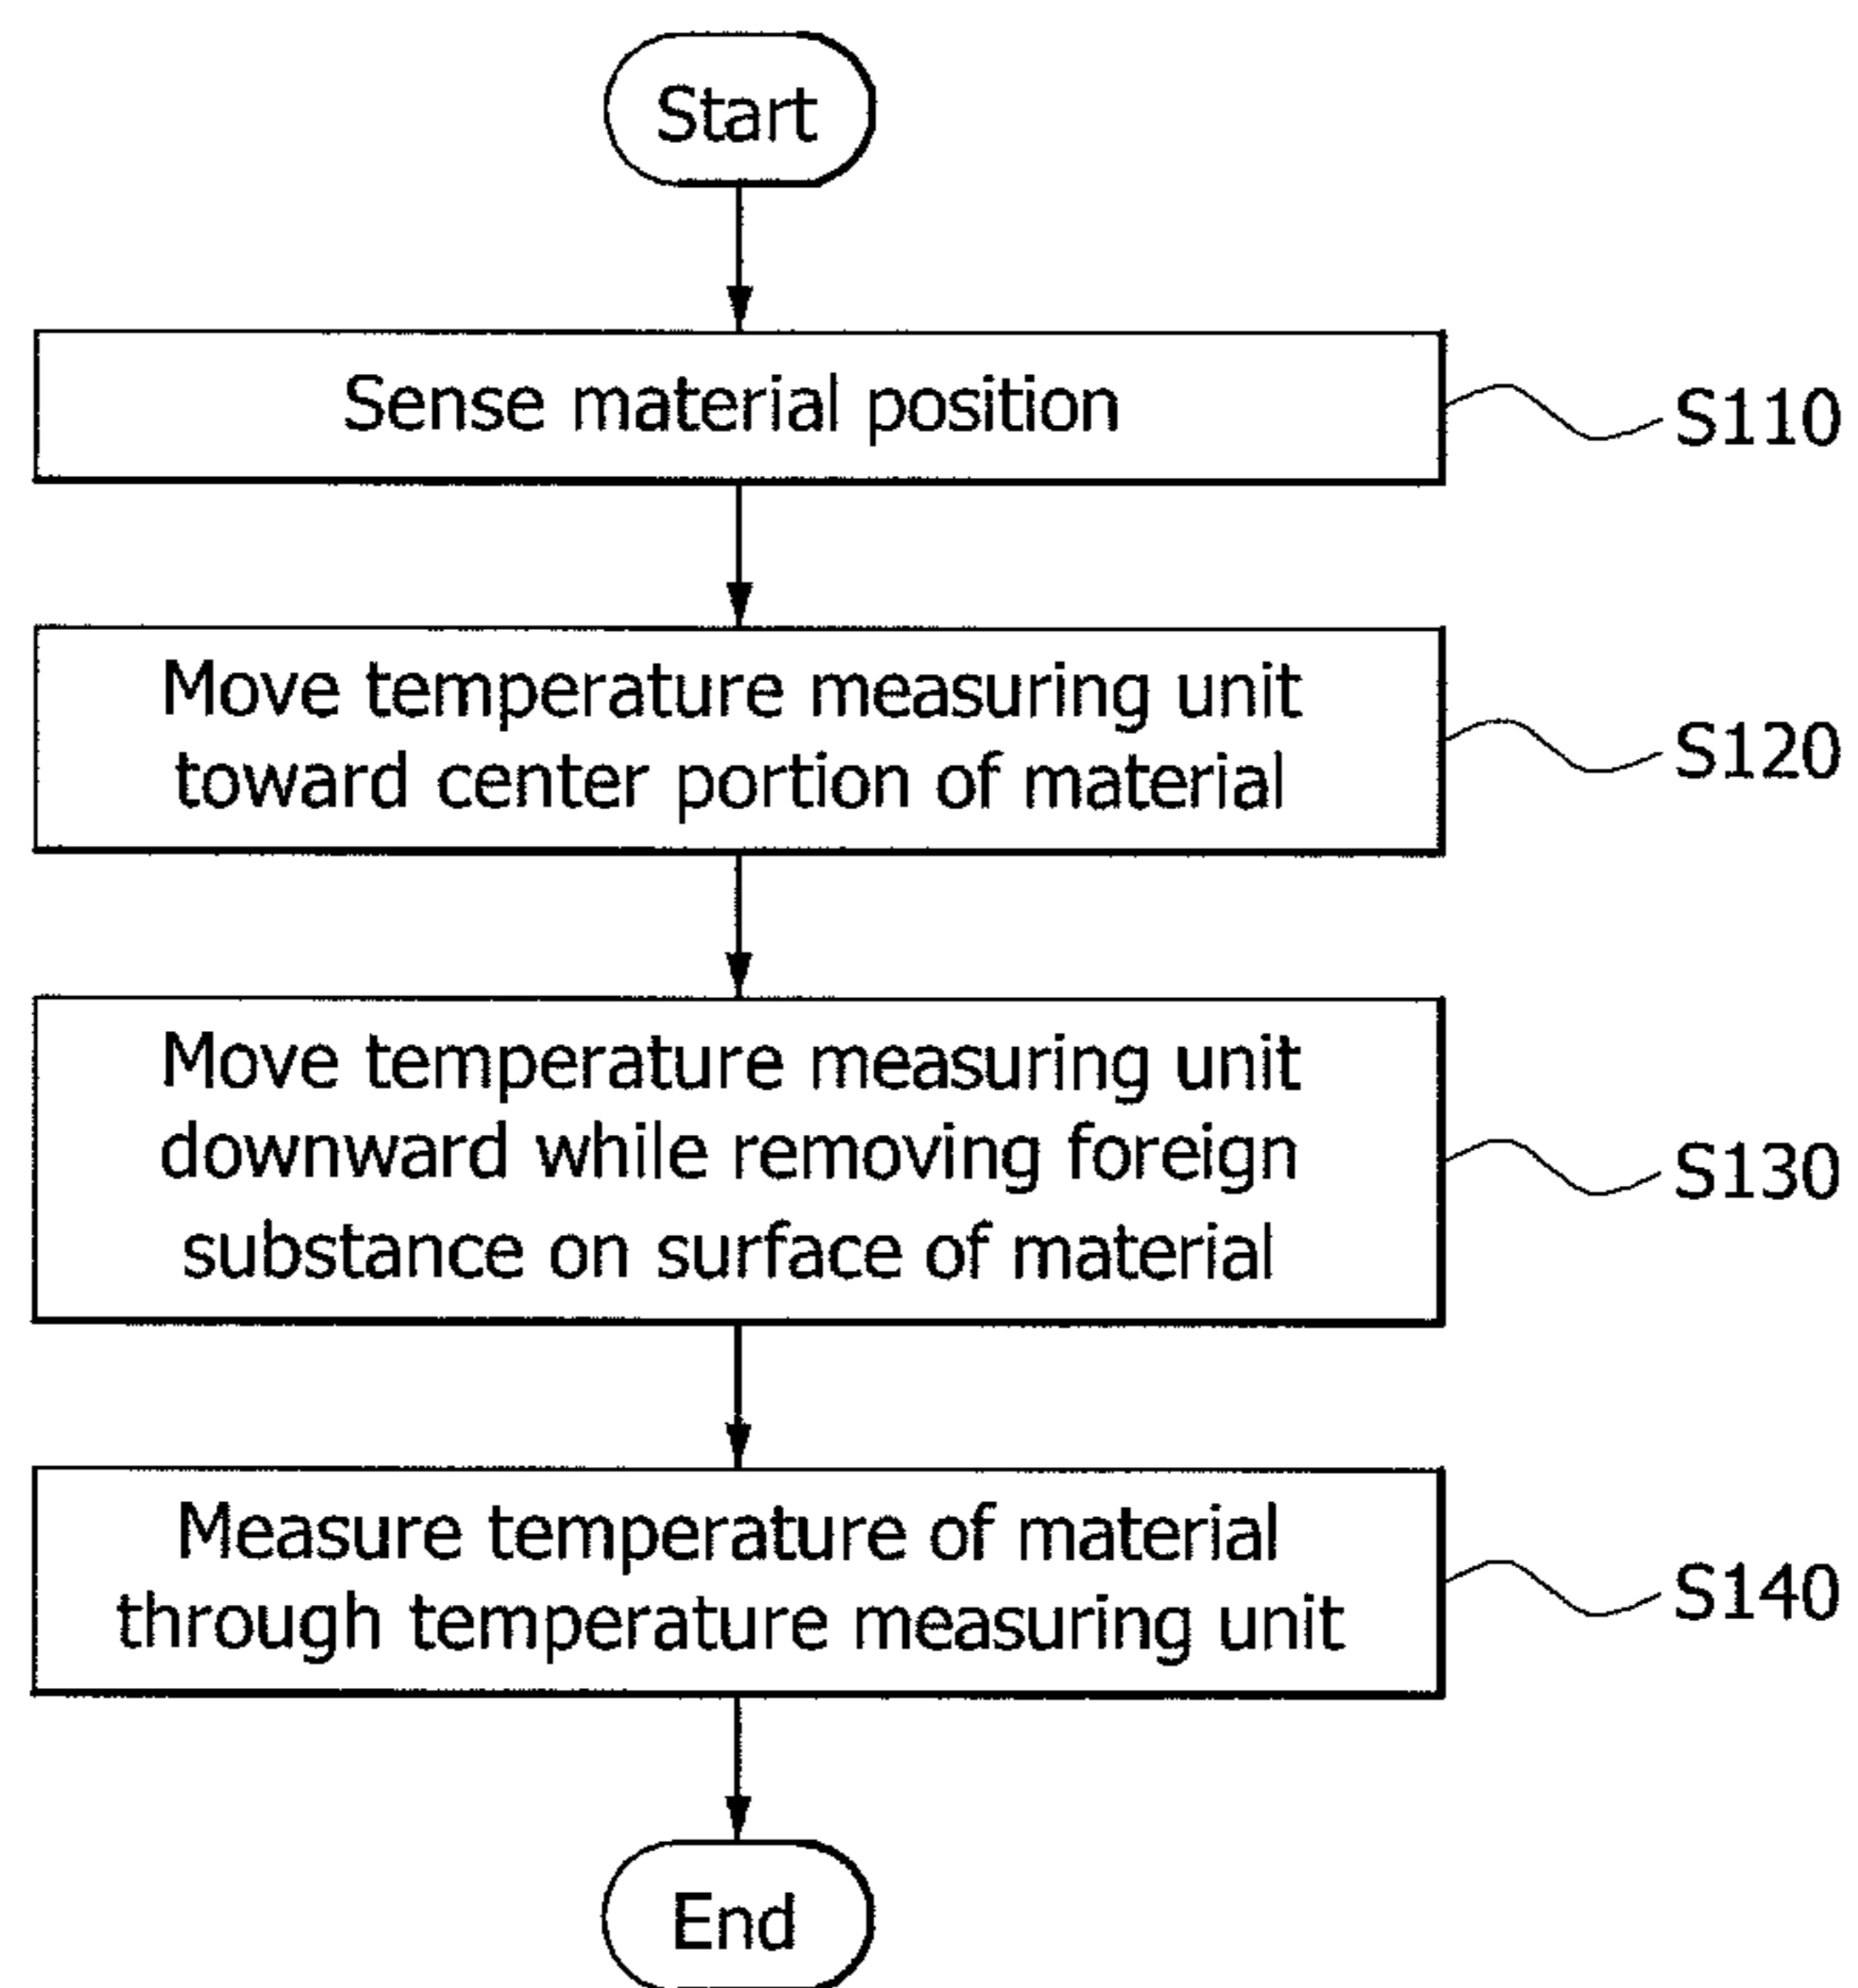 Start
Sense material position
S110
Move temperature measuring unit
toward center portion of material
S120
Move temperature measuring unit
downward while removing foreign
substance on surface of material
S130
Measure temperature of material
through temperature measuring unit
S140
End